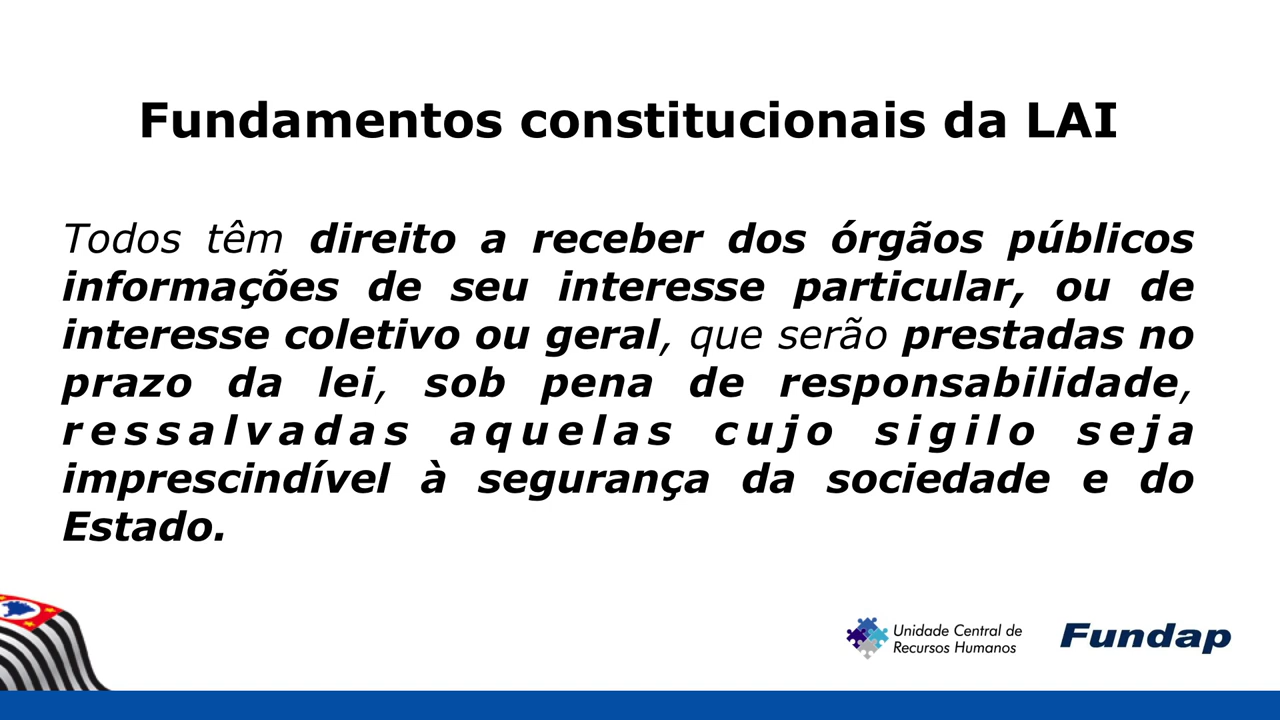 Fundamentos constitucionais da LAI
Todos têm direito a receber dos órgãos públicos
informações de seu interesse particular, ou de
interesse coletivo ou geral, que serão prestadas no
prazo da lei, sob pena de responsabilidade,
ressalvadas aquelas cujo sigilo seja
imprescindível à segurança da sociedade e do
Estado.
Unidade Central de
Recursos Humanos
Fundap